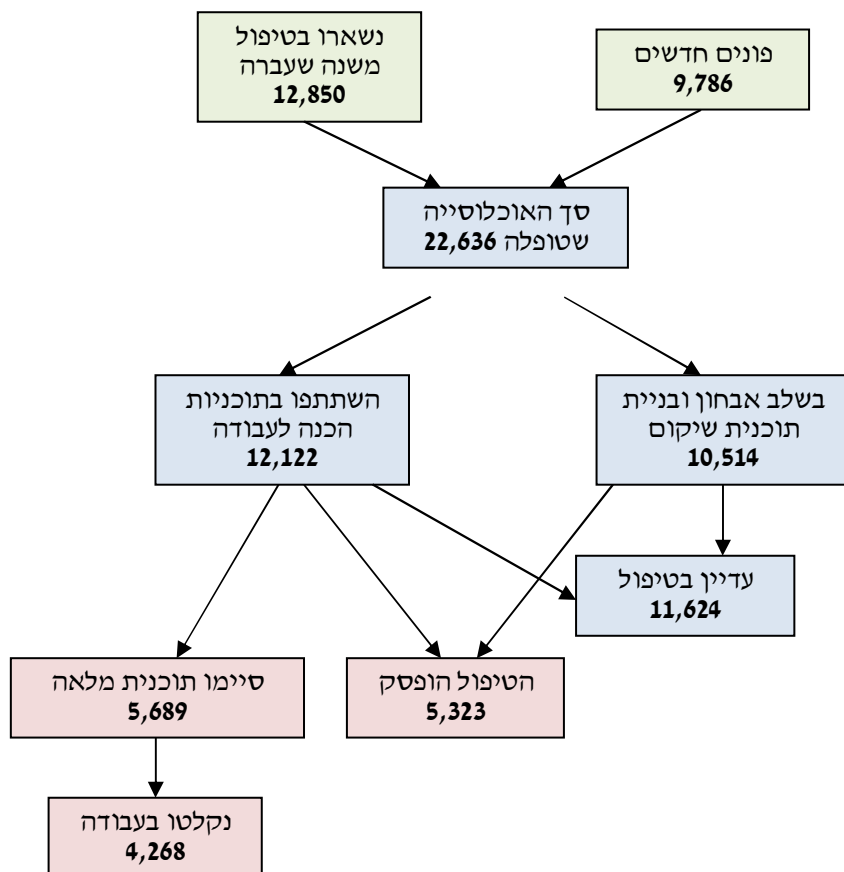 פונים חדשים
9,786
נשארו בטיפול
משנה שעברה
12,850
סך האוכלוסייה
שטופלה 22,636
בשלב אבחון ובניית
תוכנית שיקום
10,514
השתתפו בתוכניות
הכנה לעבודה
12,122
עדיין בטיפול
11,624
הטיפול הופסק
5,323
סיימו תוכנית מלאה
5,689
נקלטו בעבודה
4,268